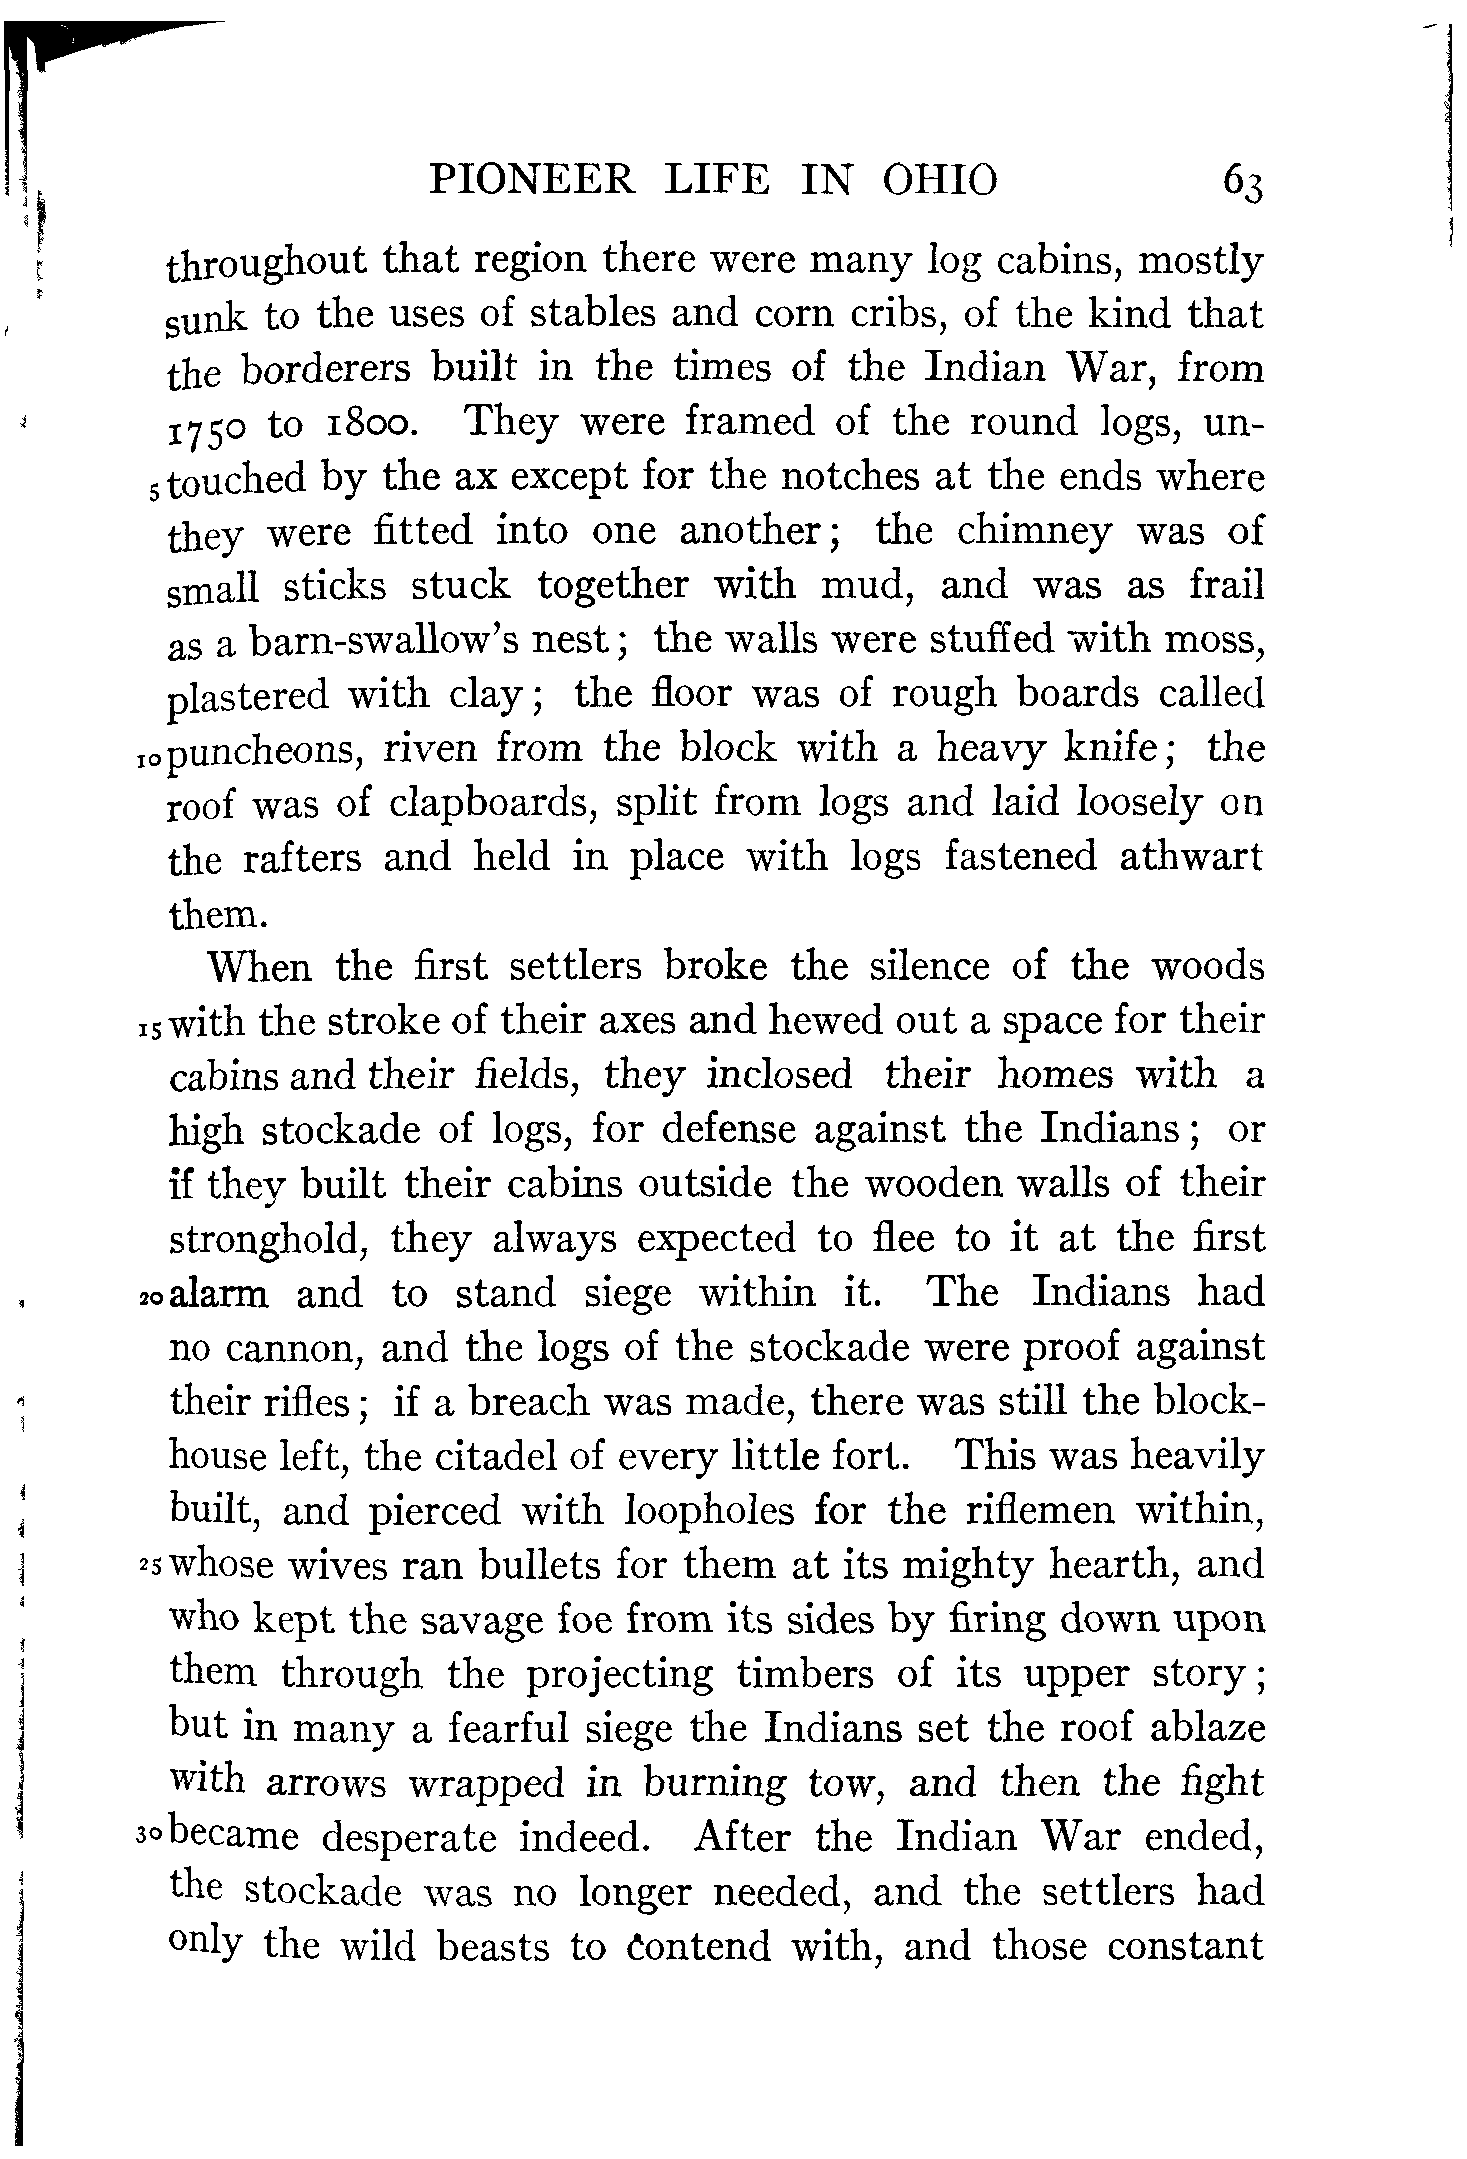 PIONEER LIFE IN OHIO 63
throughout that region there were many log cabins, mostly
sunk to the uses of stables and corn cribs, of the kind that
the borderers built in the times of the Indian War, from
1750 to 1800. They were framed of the round logs, un-
5 touched by the ax except for the notches at the ends where
they were fitted into one another; the chimney was of
small sticks stuck together with mud, and was as frail
as a barn-swallow's nest; the walls were stuffed with moss,
plastered with clay; the floor was of rough boards called
10 puncheons, riven from the block with a heavy knife; the
roof was of clapboards, split from logs and laid loosely on
the rafters and held in place with logs fastened athwart
them.
When the first settlers broke the silence of the woods
15 with the stroke of their axes and hewed out a space for their
cabins and their fields, they inclosed their homes with a
high stockade of logs, for defense against the Indians; or
if they built their cabins outside the wooden walls of their
stronghold, they always expected to flee to it at the first
20 alarm and to stand siege within it. The Indians had
no cannon, and the logs of the stockade were proof against
their rifles; if a breach was made, there was still the block-
house left, the citadel of every little fort. This was heavily
built, and pierced with loopholes for the riflemen within,
25 whose wives ran bullets for them at its mighty hearth, and
who kept the savage foe from its sides by firing down upon
them through the projecting timbers of its upper story;
but in many a fearful siege the Indians set the roof ablaze
with arrows wrapped in burning tow, and then the fight
30 became desperate indeed. After the Indian War ended,
the stockade was no longer needed, and the settlers had
only the wild beasts to contend with, and those constant